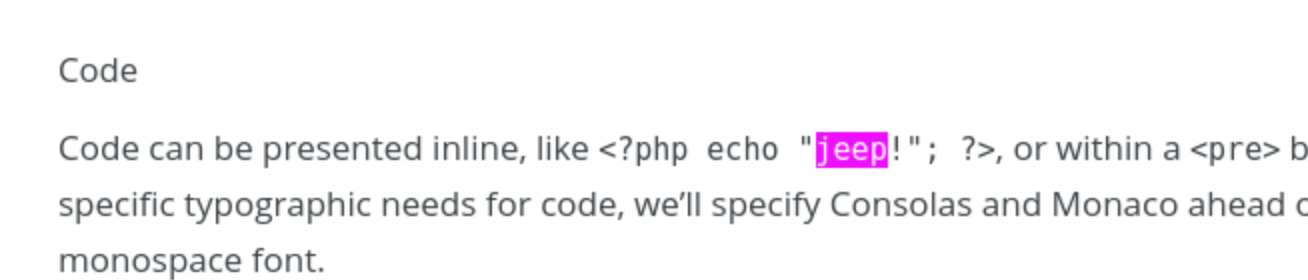 Code
Code can be presented inline, like <?php echo "jeep!"; ?>, or within a <pre> b
specific typographic needs for code, we’ll specify Consolas and Monaco ahead o
monospace font.